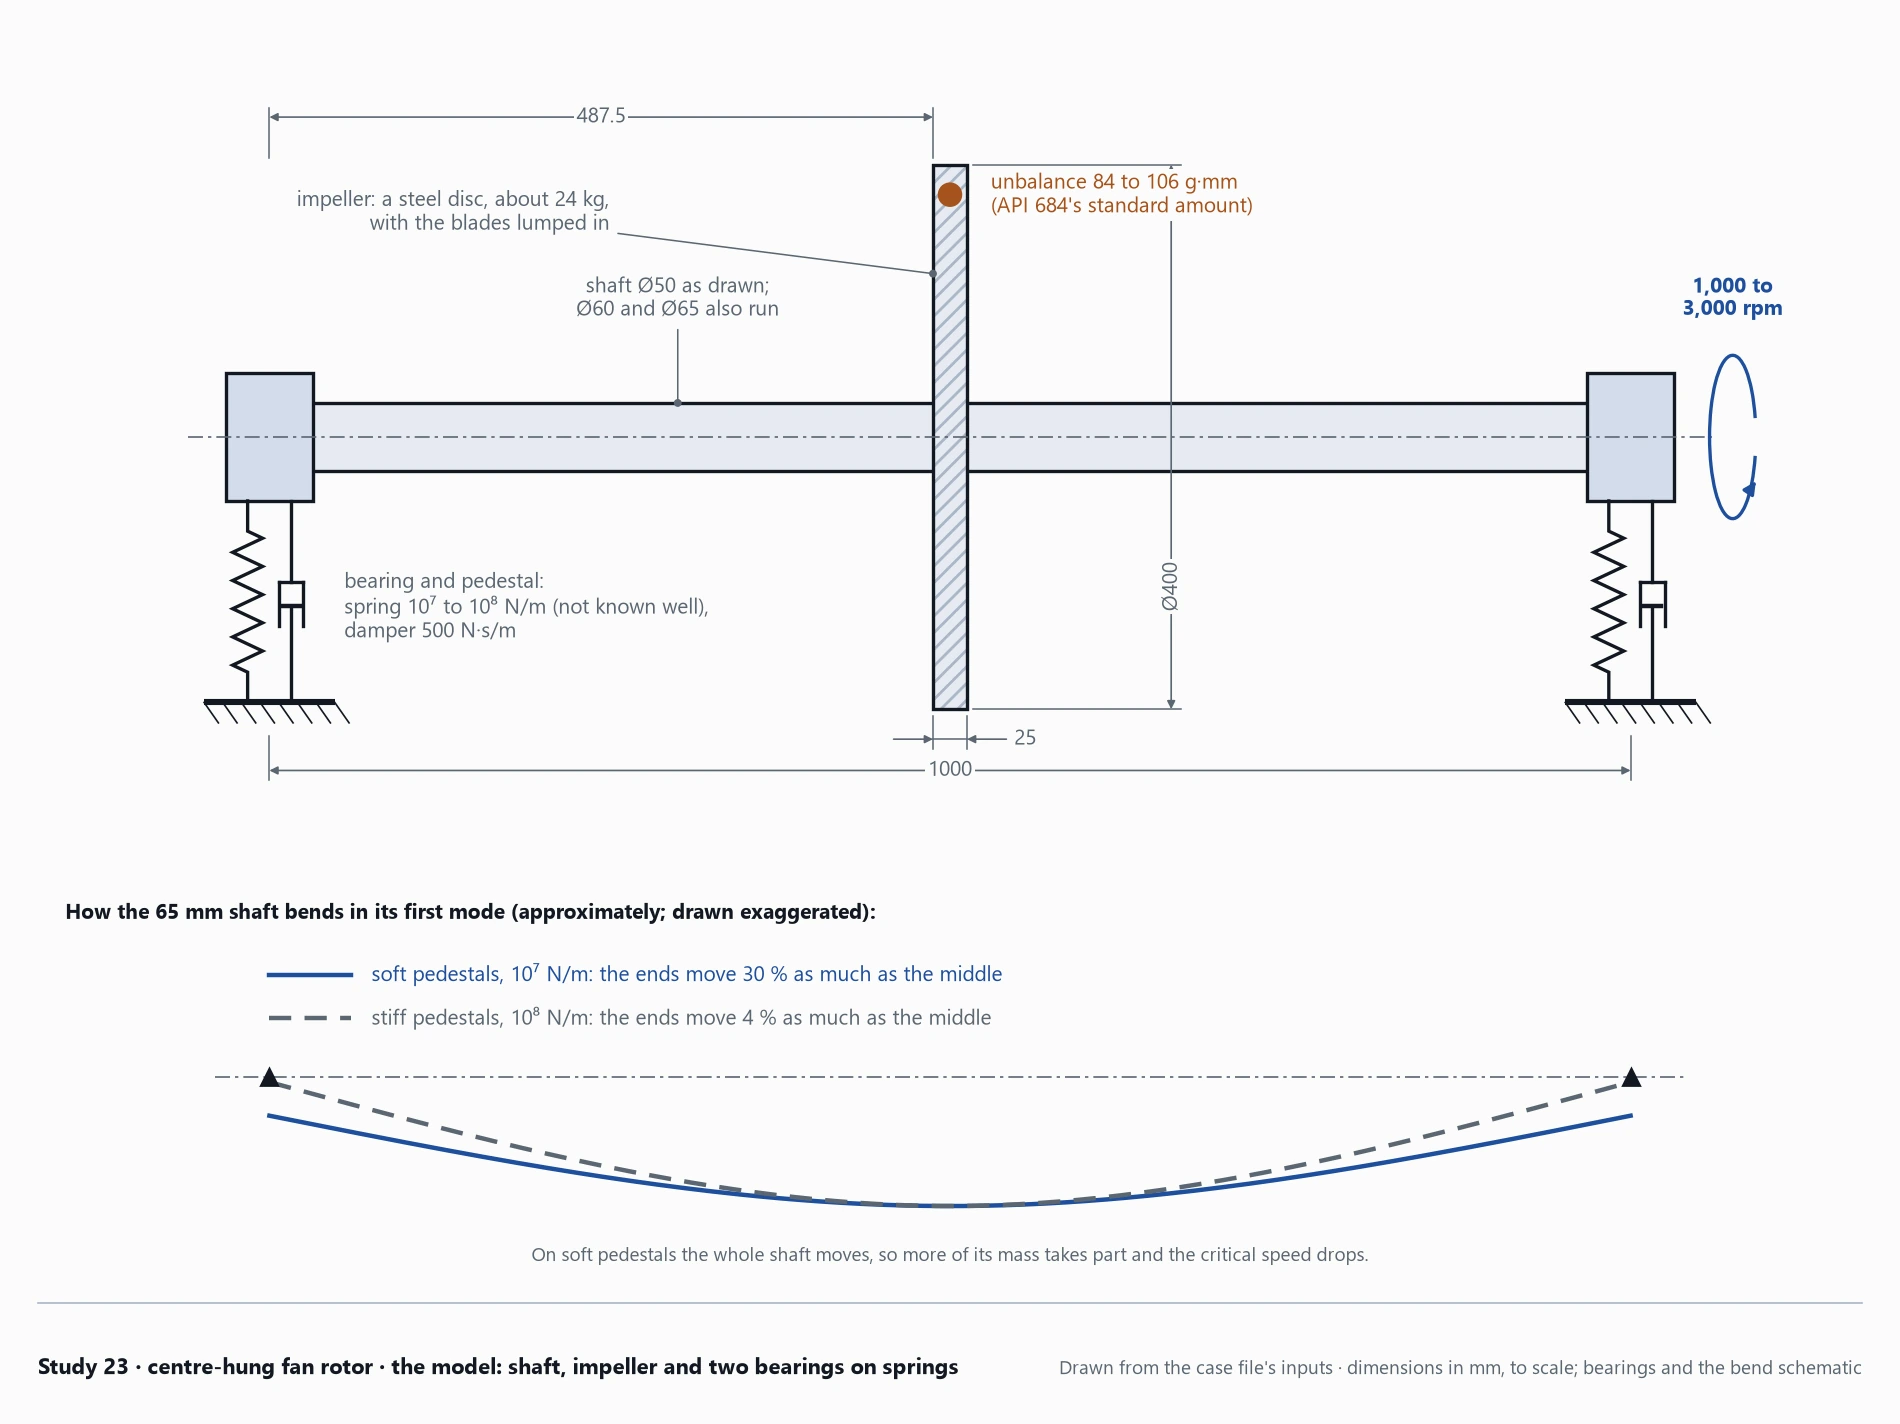 487.5
impeller: a steel disc, about 24 kg,
with the blades lumped in
unbalance 84 to 106 g·mm
(API 684's standard amount)
shaft Ø50 as drawn;
Ø60 and Ø65 also run
1,000 to
3,000 rpm
bearing and pedestal:
spring 10⁷ to 10⁸ N/m (not known well),
damper 500 N·s/m
Ø400
25
1000
How the 65 mm shaft bends in its first mode (approximately; drawn exaggerated):
soft pedestals, 10⁷ N/m: the ends move 30 % as much as the middle
stiff pedestals, 10⁸ N/m: the ends move 4 % as much as the middle
On soft pedestals the whole shaft moves, so more of its mass takes part and the critical speed drops.
Study 23 · centre-hung fan rotor · the model: shaft, impeller and two bearings on springs
Drawn from the case file's inputs · dimensions in mm, to scale; bearings and the bend schematic